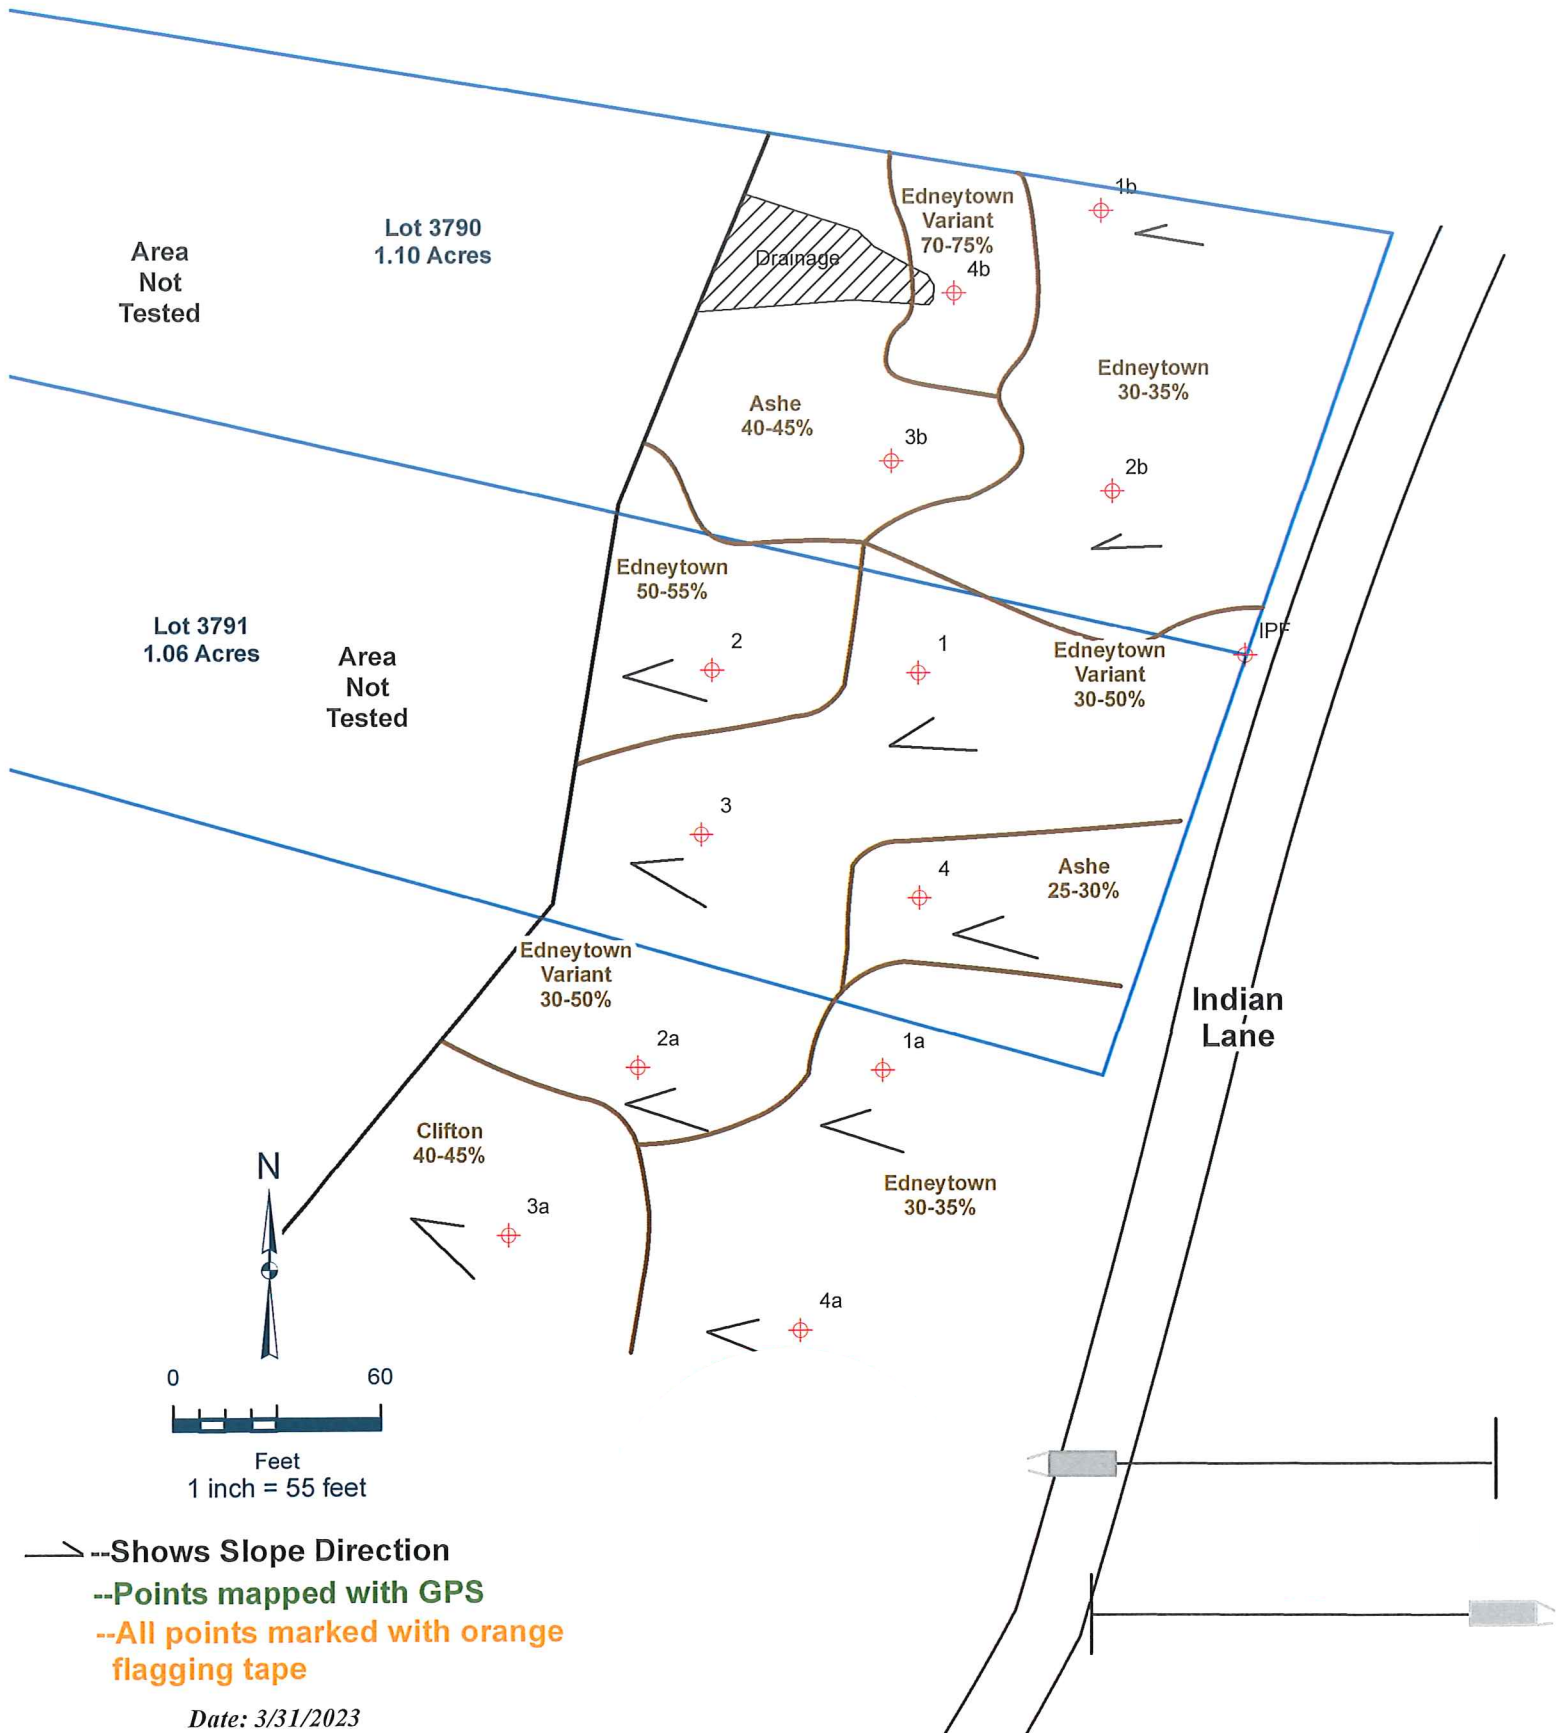 1b
Edneytown
Variant
70-75%
4b
Drainage
Lot 3790
1.10 Acres
Area
Not
Tested
Edneytown
30-35%
Ashe
40-45%
3b
2b
Edneytown
50-55%
Lot 3791
1.06 Acres
Area
Not
Tested
2
1
IPF
Edneytown
Variant
30-50%
3
4
Ashe
25-30%
Edneytown
Variant
30-50%
Indian
Lane
2a
1a
Clifton
40-45%
N
Edneytown
30-35%
3a
4a
0 60
Feet
1 inch = 55 feet
--Shows Slope Direction
--Points mapped with GPS
--All points marked with orange
flagging tape
Date: 3/31/2023